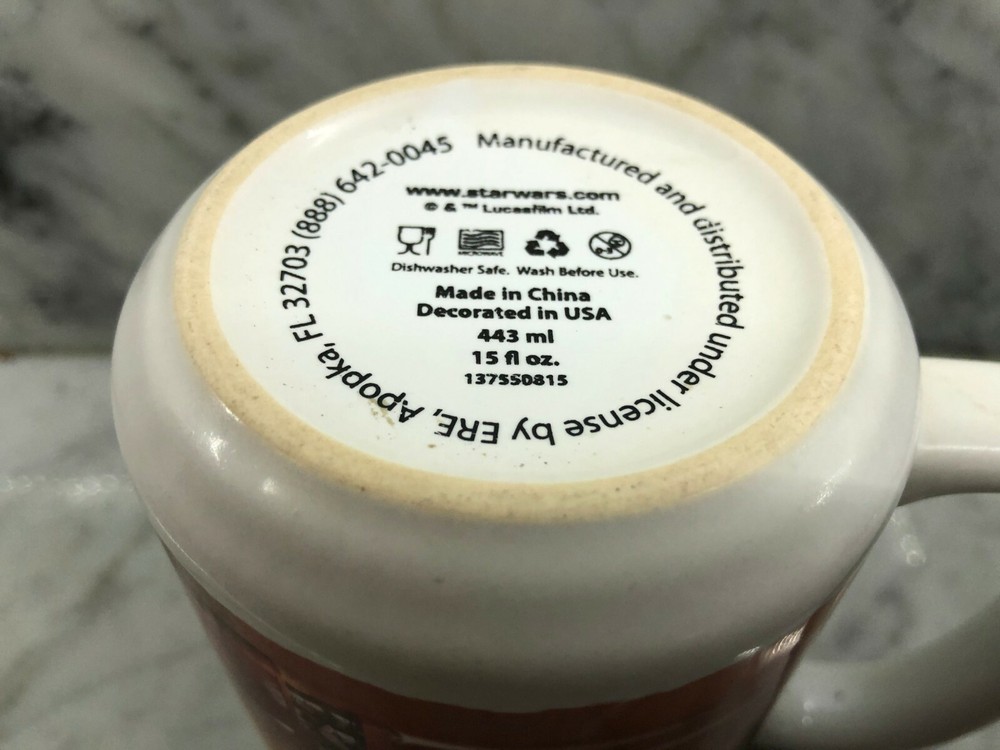 Manufactured and distributed under license by ERE, Apopka, FL 32703 (888) 642-0045
www.starwars.com
© & ™ Lucasfilm Ltd.
MICROWAVE
Dishwasher Safe. Wash Before Use.
Made in China
Decorated in USA
443 ml
15 fl oz.
137550815